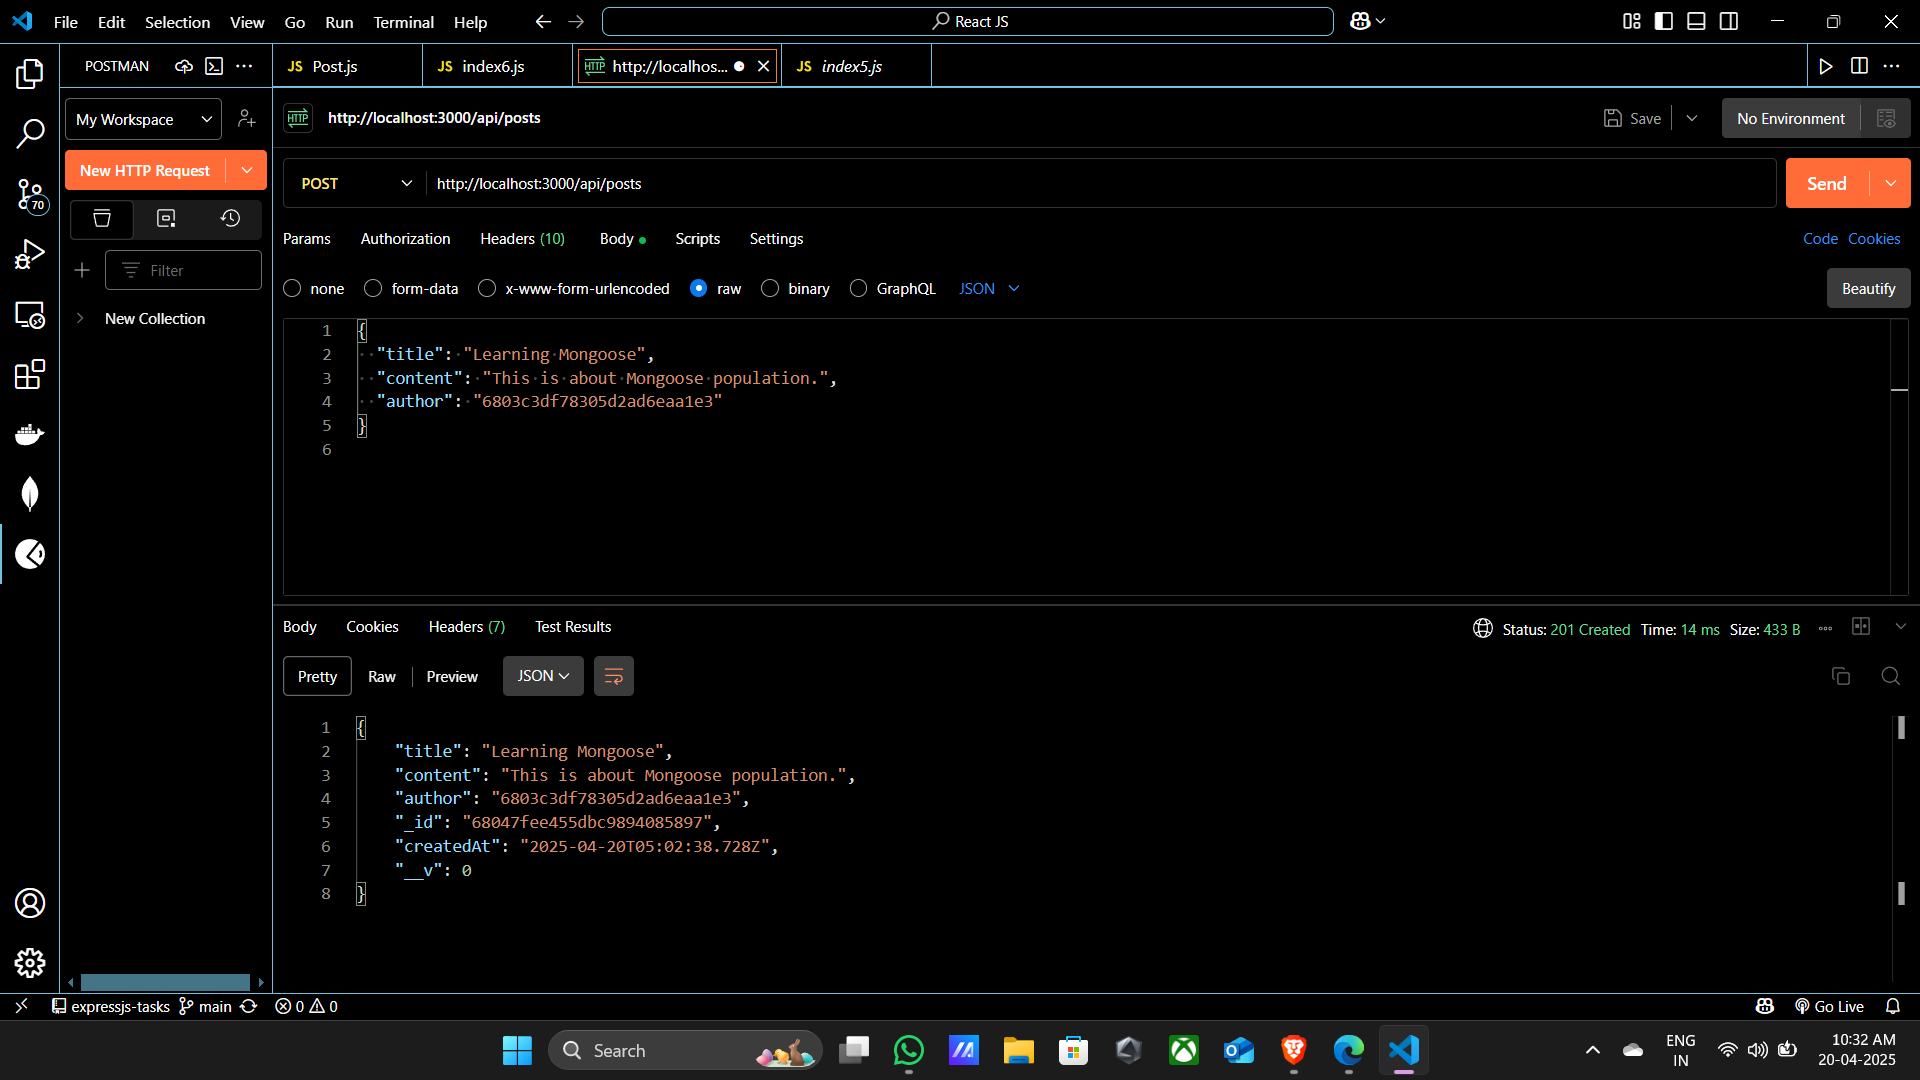 File Edit Selection View Go Run Terminal Help
React JS
POSTMAN
JS Post.js
JS index6.js
HTTP http://localhos...
JS index5.js
My Workspace
HTTP http://localhost:3000/api/posts
Save
No Environment
New HTTP Request
POST
http://localhost:3000/api/posts
Send
70
Params Authorization Headers (10) Body Scripts Settings
Code Cookies
Filter
none form-data x-www-form-urlencoded raw binary GraphQL JSON
Beautify
New Collection
1 {
2 "title": "Learning Mongoose",
3 "content": "This is about Mongoose population.",
4 "author": "6803c3df78305d2ad6eaa1e3"
5 }
6
Body Cookies Headers (7) Test Results
Status: 201 Created Time: 14 ms Size: 433 B
Pretty Raw Preview JSON
1 {
2 "title": "Learning Mongoose",
3 "content": "This is about Mongoose population.",
4 "author": "6803c3df78305d2ad6eaa1e3",
5 "_id": "68047fee455dbc9894085897",
6 "createdAt": "2025-04-20T05:02:38.728Z",
7 "__v": 0
8 }
expressjs-tasks main 0 0
Go Live
Search
ENG
IN
10:32 AM
20-04-2025